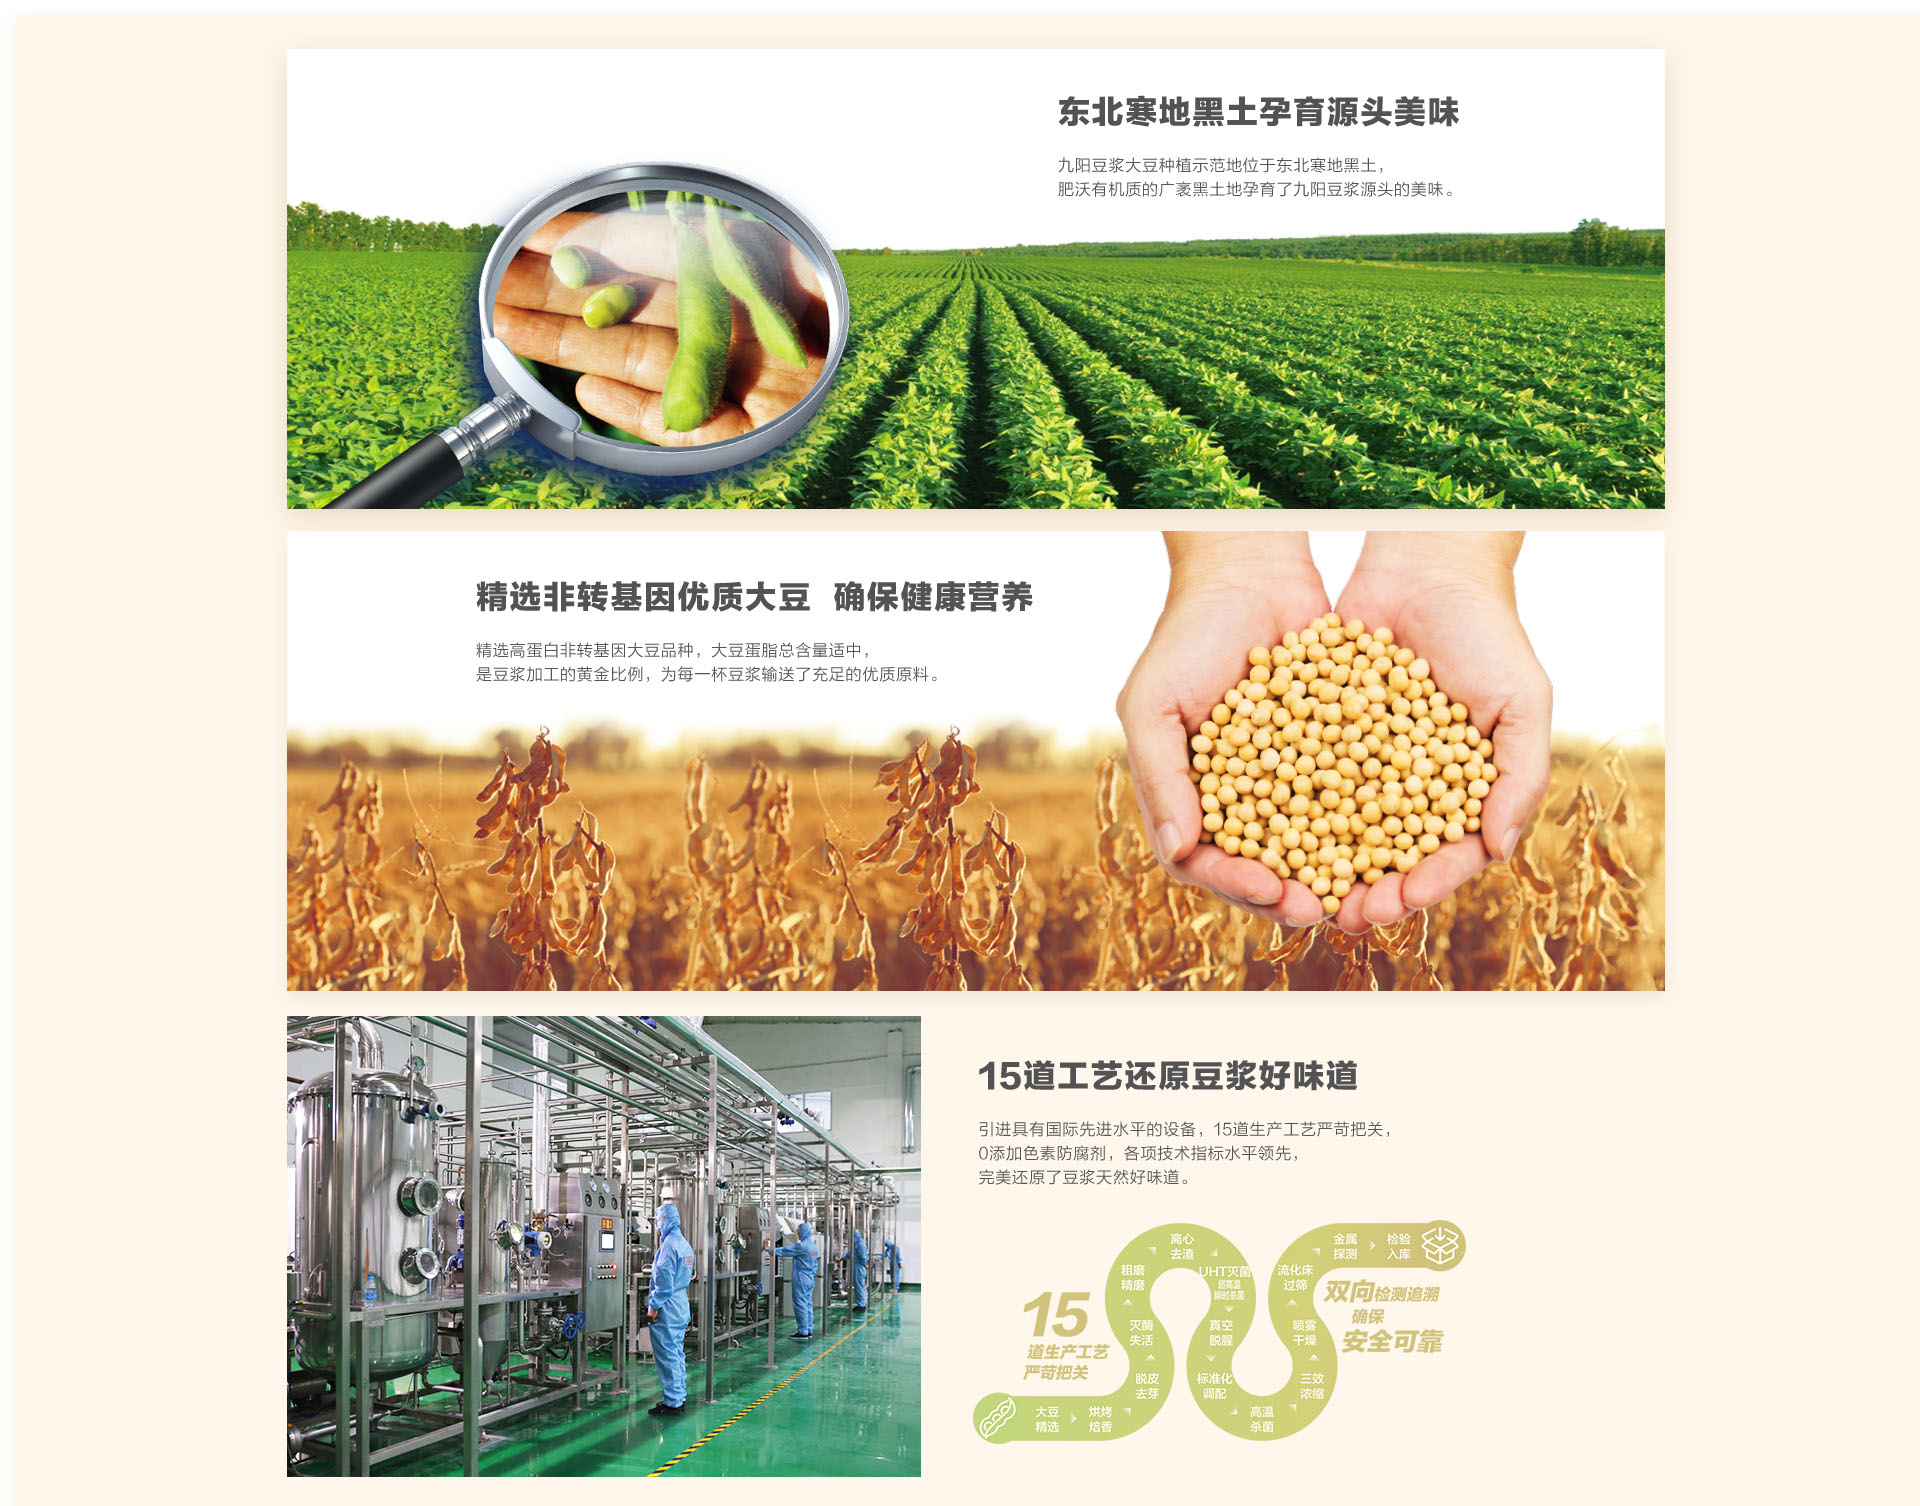 东北寒地黑土孕育源头美味
九阳豆浆大豆种植示范地位于东北寒地黑土，
肥沃有机质的广袤黑土地孕育了九阳豆浆源头的美味。
精选非转基因优质大豆 确保健康营养
精选高蛋白非转基因大豆品种，大豆蛋脂总含量适中，
是豆浆加工的黄金比例，为每一杯豆浆输送了充足的优质原料。
15道工艺还原豆浆好味道
引进具有国际先进水平的设备，15道生产工艺严苛把关，
0添加色素防腐剂，各项技术指标水平领先，
完美还原了豆浆天然好味道。
15
道生产工艺
严苛把关
大豆
精选
烘烤
焙香
脱皮
去芽
灭酶
失活
粗磨
精磨
离心
去渣
UHT灭菌
超高温
瞬时杀菌
真空
脱腥
标准化
调配
高温
杀菌
三效
浓缩
喷雾
干燥
流化床
过筛
金属
探测
检验
入库
双向检测追溯
确保
安全可靠